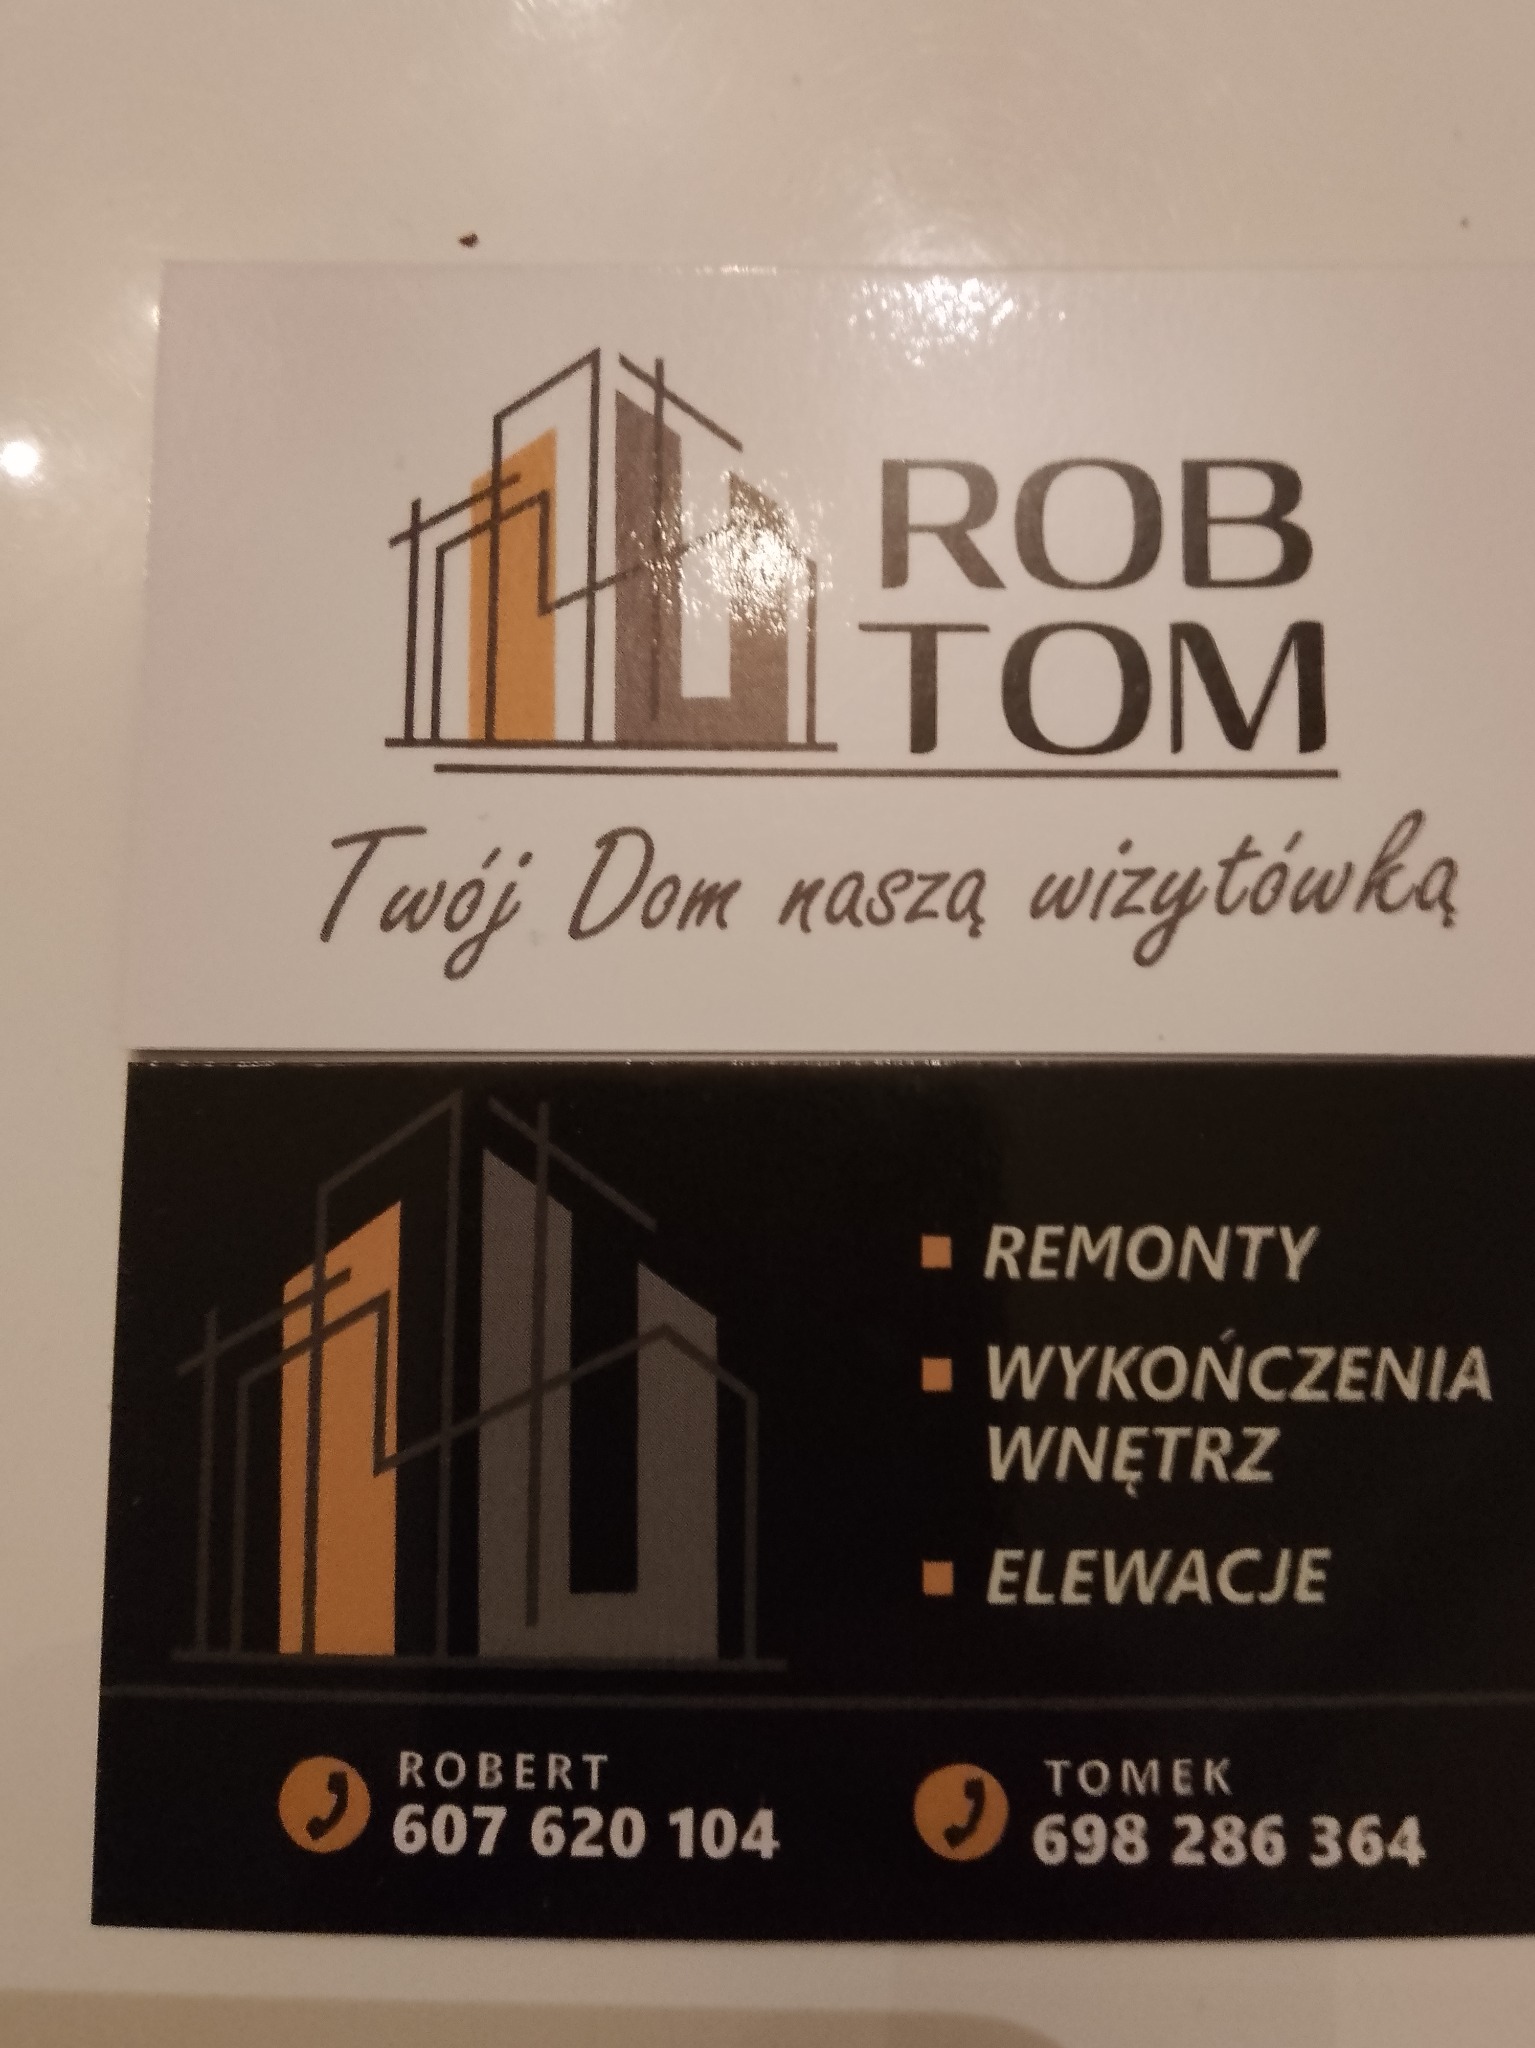 ROB
TOM
Twój Dom naszą wizytówką
REMONTY
WYKOŃCZENIA
WNĘTRZ
ELEWACJE
ROBERT
607 620 104
TOMEK
698 286 364